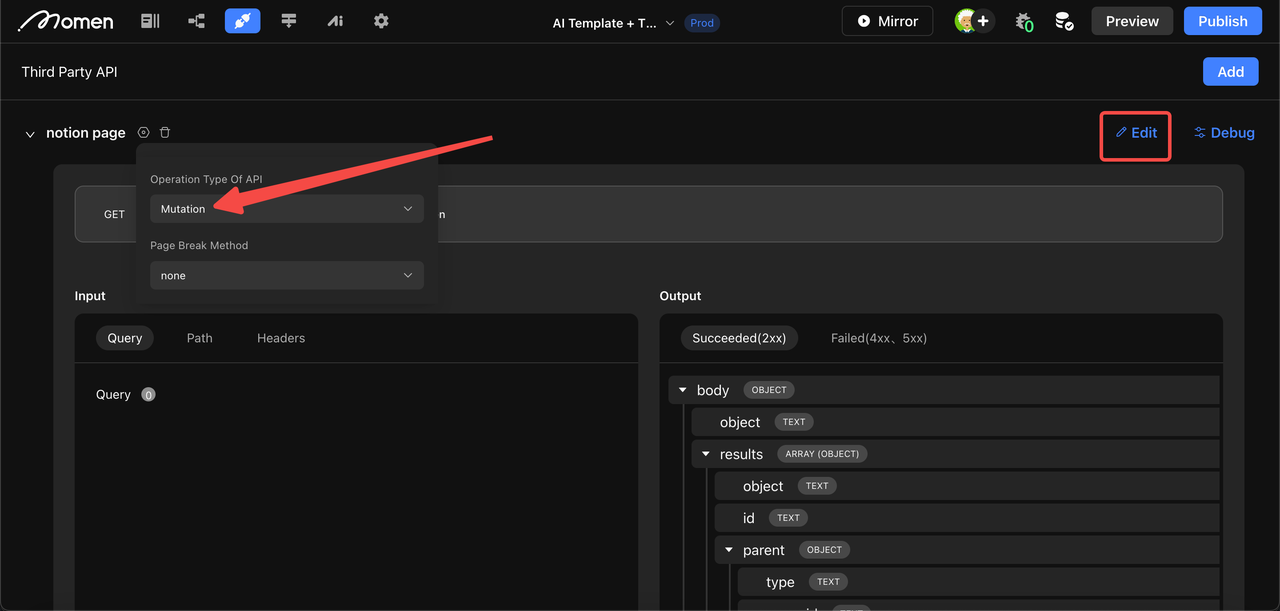 Momen
Ai
AI Template + T...
Prod
Mirror
0
Preview
Publish
Third Party API
Add
notion page
Edit
Debug
Operation Type Of API
Mutation
GET
n
Page Break Method
none
Input
Output
Query Path Headers
Succeeded(2xx) Failed(4xx、5xx)
Query 0
body OBJECT
object TEXT
results ARRAY (OBJECT)
object TEXT
id TEXT
parent OBJECT
type TEXT